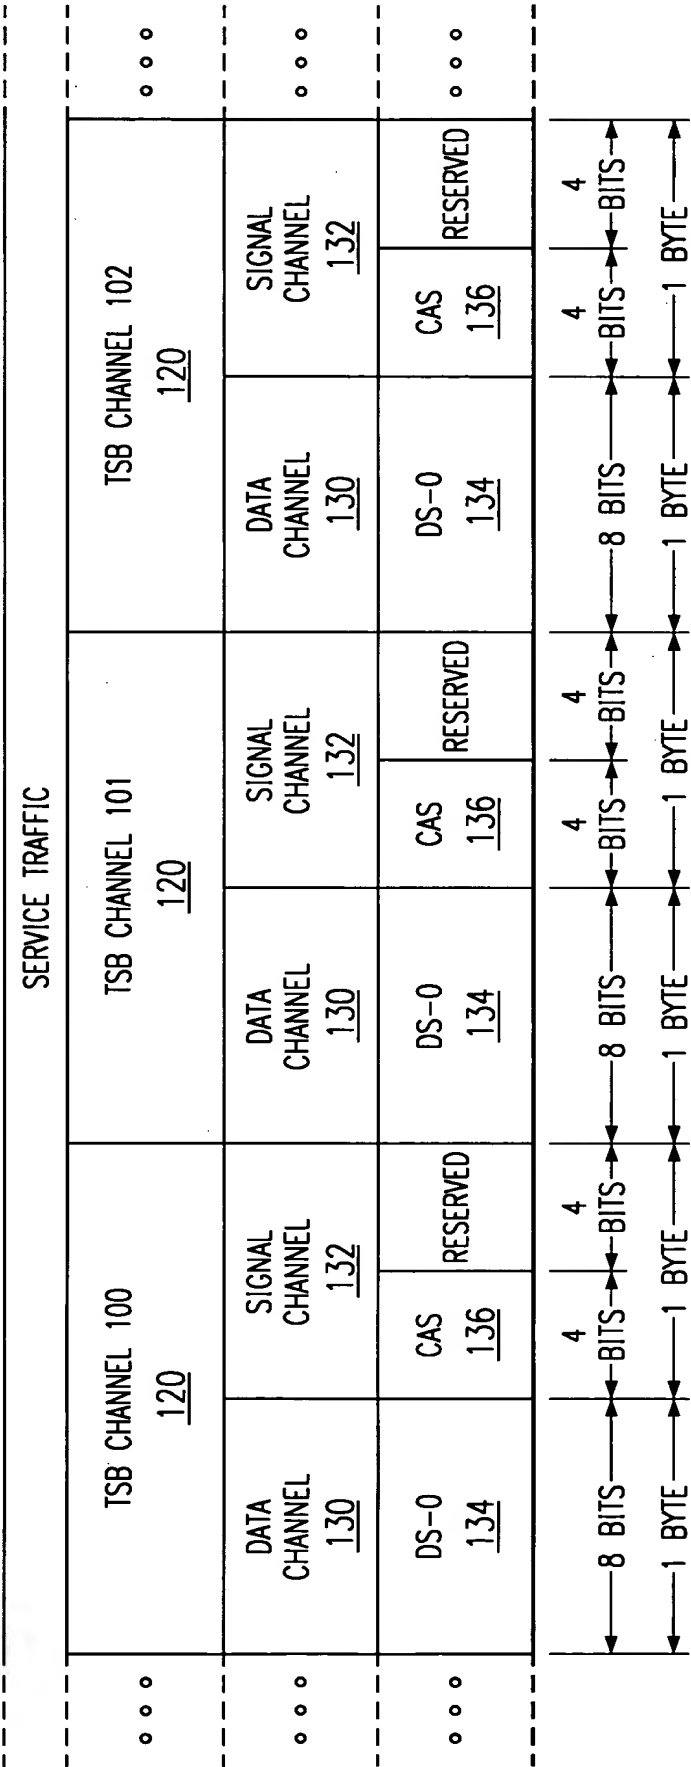 SERVICE TRAFFIC
TSB CHANNEL 100
120
TSB CHANNEL 101
120
TSB CHANNEL 102
120
DATA
CHANNEL
130
SIGNAL
CHANNEL
132
DATA
CHANNEL
130
SIGNAL
CHANNEL
132
DATA
CHANNEL
130
SIGNAL
CHANNEL
132
DS-0
134
CAS
136
RESERVED
DS-0
134
CAS
136
RESERVED
DS-0
134
CAS
136
RESERVED
8 BITS
4
BITS
4
BITS
8 BITS
4
BITS
4
BITS
8 BITS
4
BITS
4
BITS
1 BYTE
1 BYTE
1 BYTE
1 BYTE
1 BYTE
1 BYTE